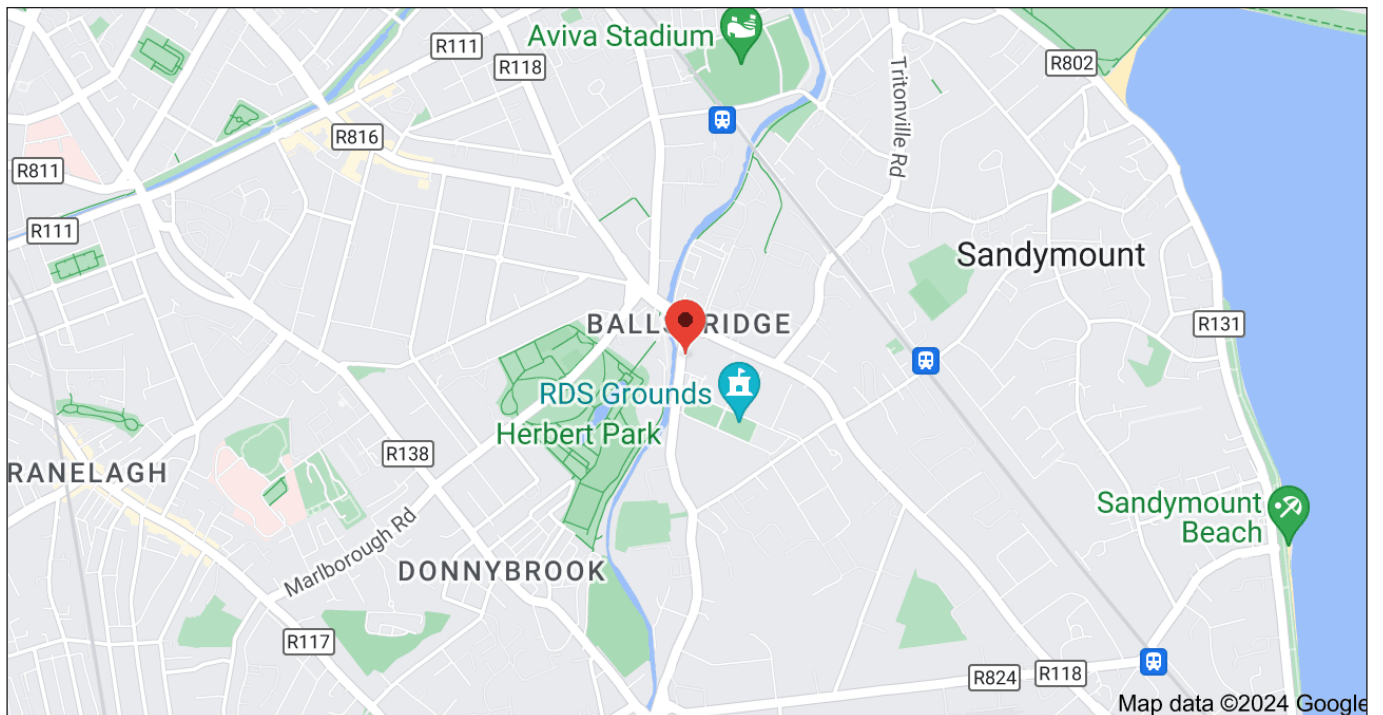 Aviva Stadium
R111
R118
R802
Tritonville Rd
R816
R811
R111
Sandymount
BALLSBRIDGE
R131
RDS Grounds
Herbert Park
R138
RANELAGH
Sandymount
Beach
Marlborough Rd
DONNYBROOK
R117
R824
R118
Map data ©2024 Google